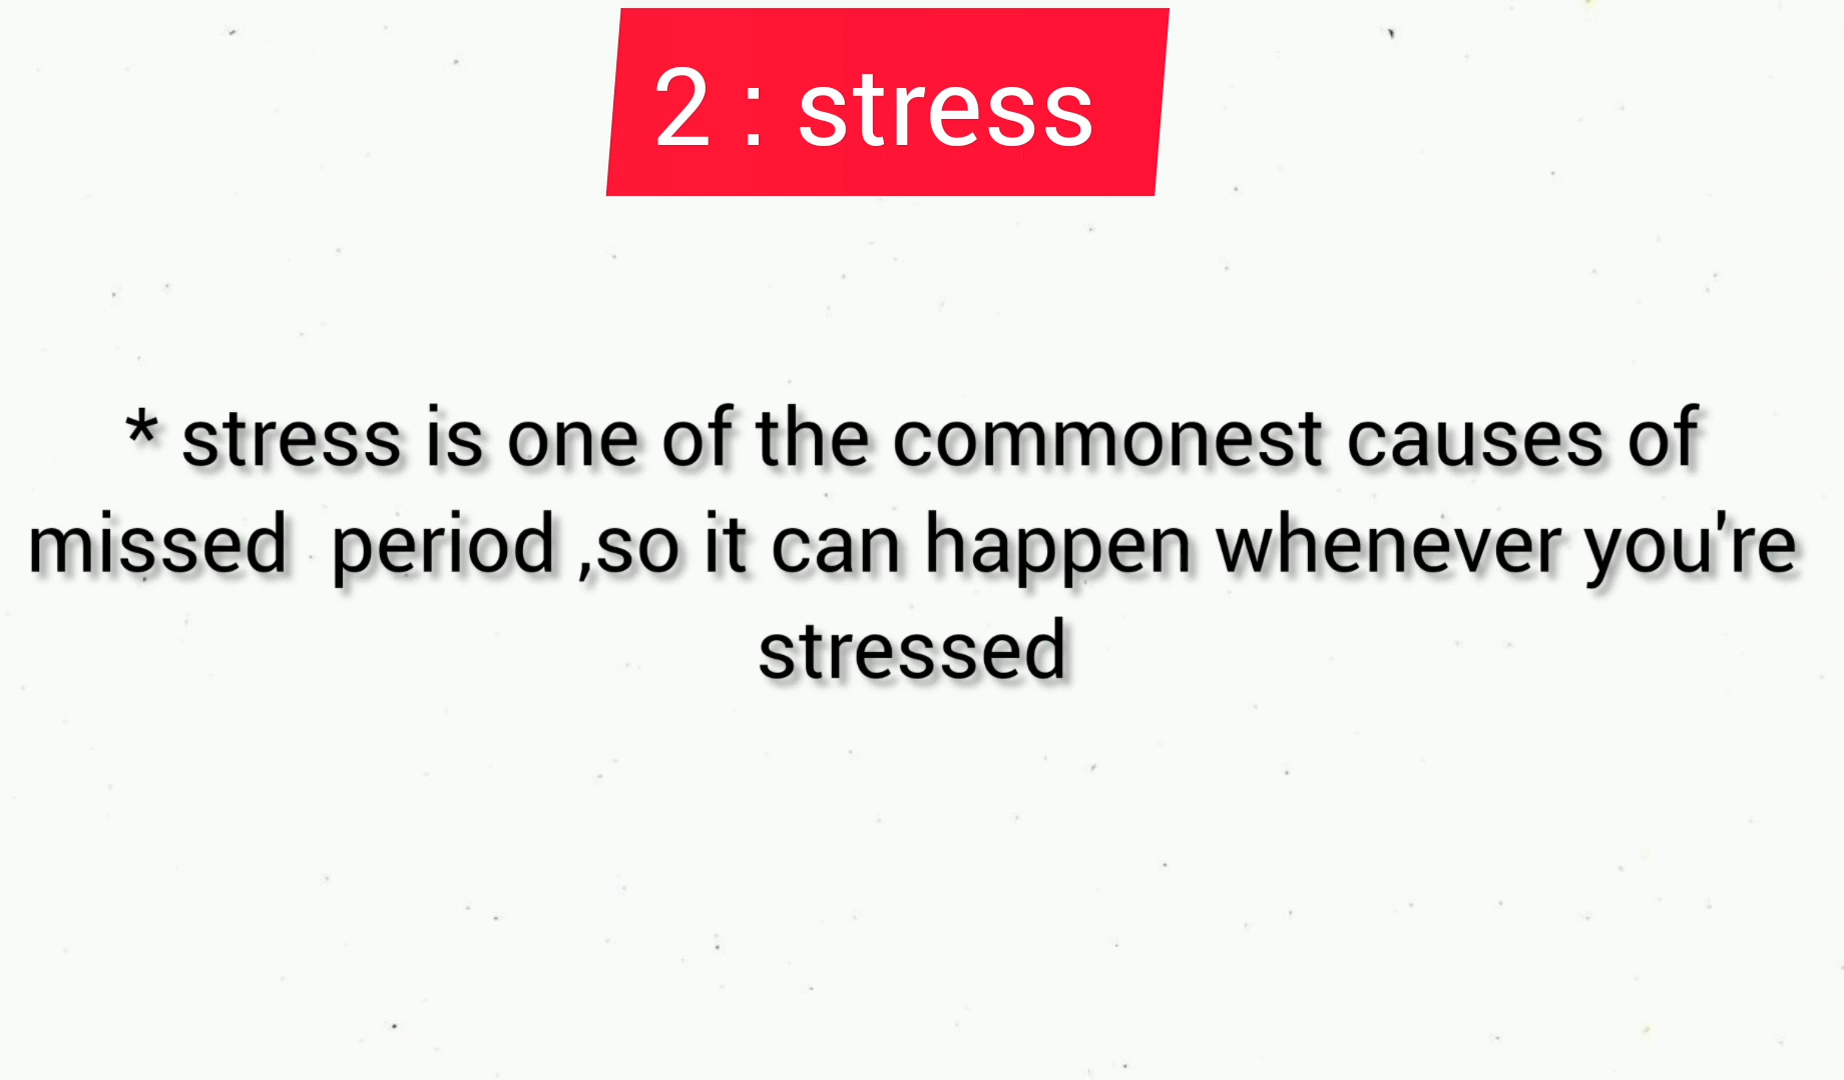 2 : stress
* stress is one of the commonest causes of
missed  period ,so it can happen whenever you're
stressed